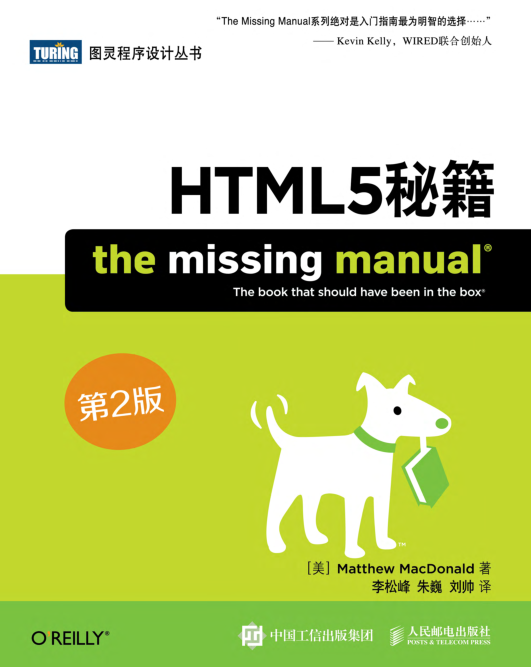 “The Missing Manual系列绝对是入门指南最为明智的选择……”
—— Kevin Kelly，WIRED联合创始人
TURING 图灵程序设计丛书
HTML5秘籍
the missing manual®
The book that should have been in the box®
第2版
™
[美] Matthew MacDonald 著
李松峰 朱巍 刘帅 译
O REILLY® 中国工信出版集团 人民邮电出版社
POSTS & TELECOM PRESS